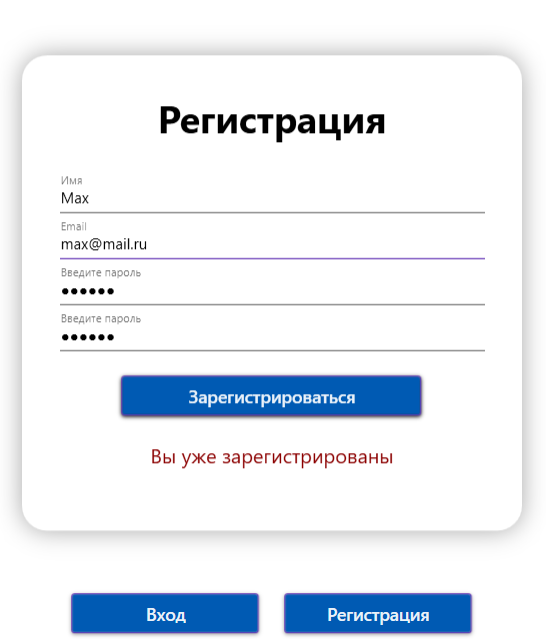 Регистрация
Имя
Max
Email
max@mail.ru
Введите пароль
••••••
Введите пароль
••••••
Зарегистрироваться
Вы уже зарегистрированы
Вход
Регистрация